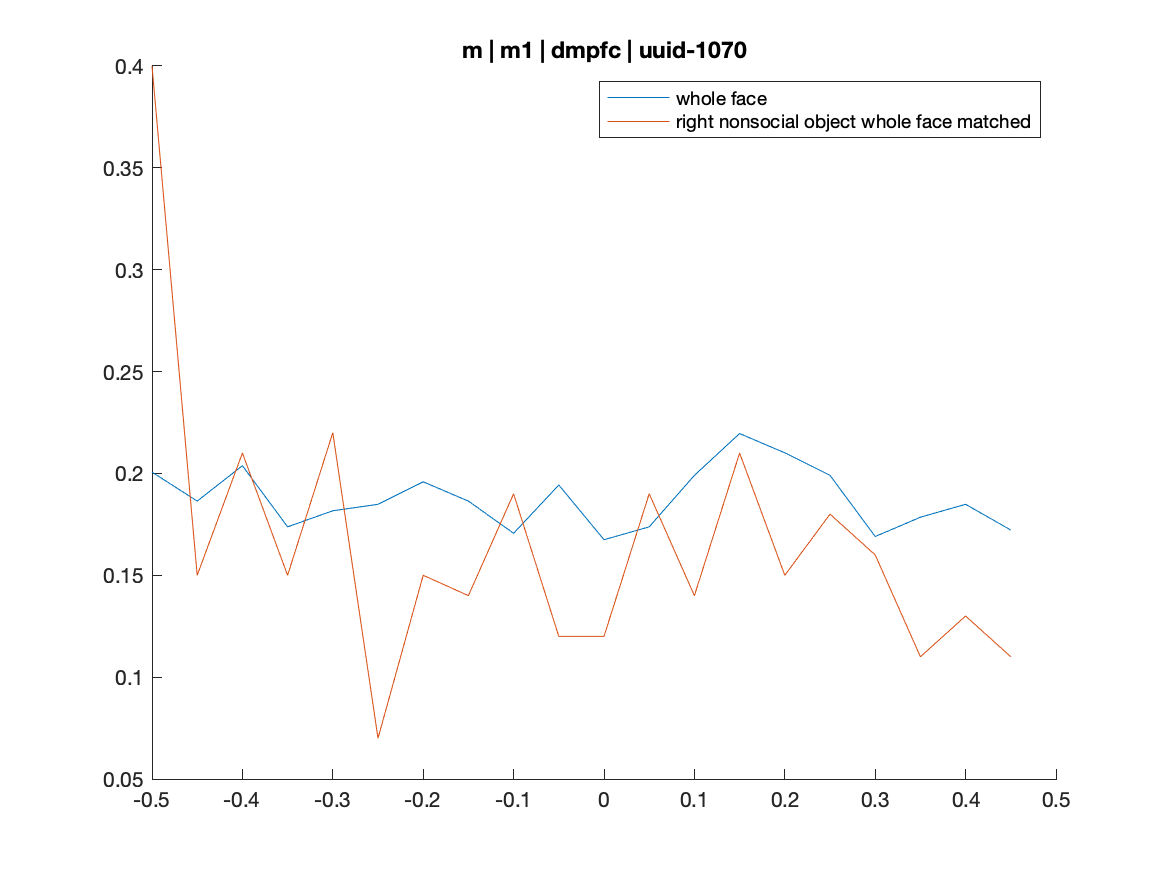 m | m1 | dmpfc | uuid-1070
whole face
right nonsocial object whole face matched
0.4
0.35
0.3
0.25
0.2
0.15
0.1
0.05
-0.5 -0.4 -0.3 -0.2 -0.1 0 0.1 0.2 0.3 0.4 0.5